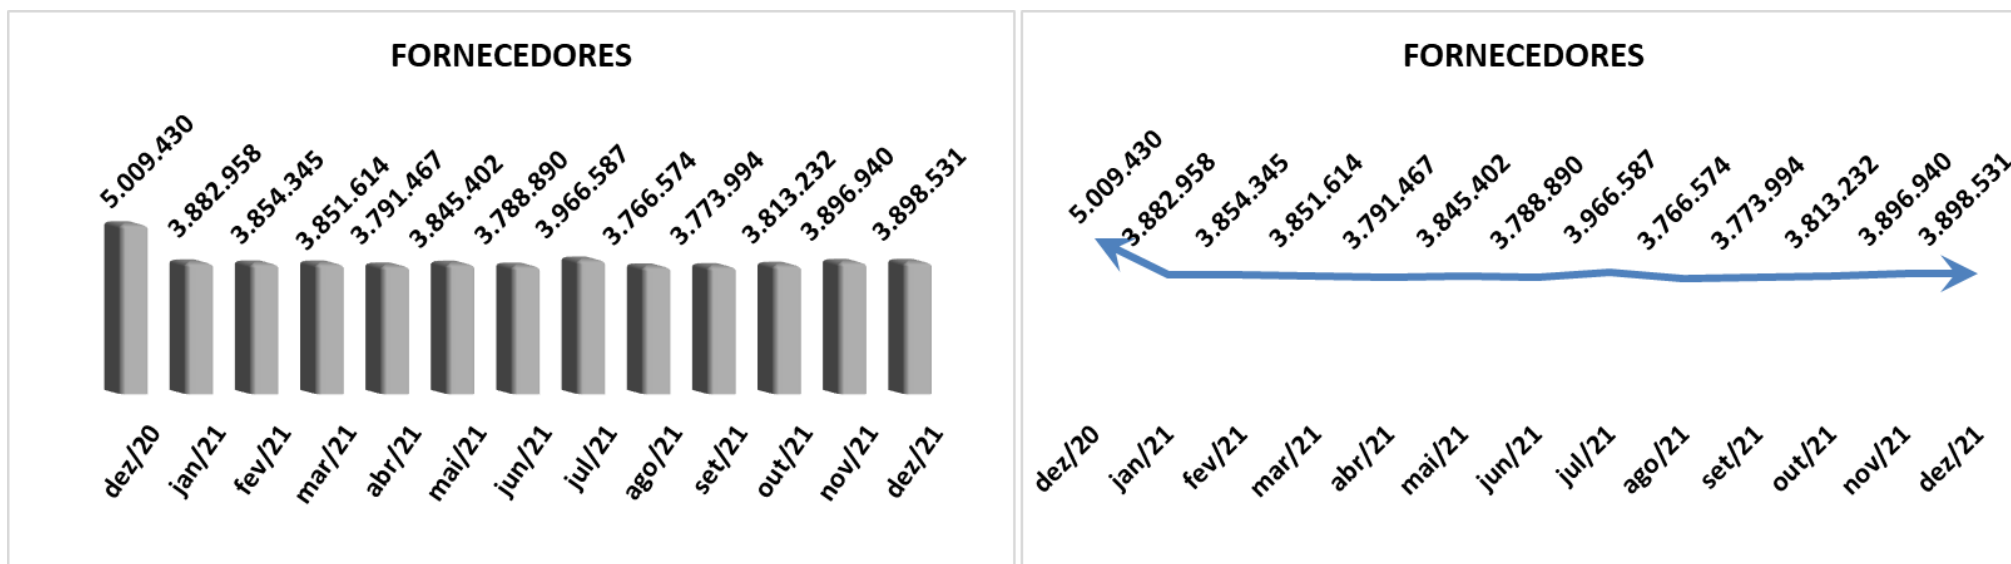 FORNECEDORES
5.009.430
3.882.958
3.854.345
3.851.614
3.791.467
3.845.402
3.788.890
3.966.587
3.766.574
3.773.994
3.813.232
3.896.940
3.898.531
dez/20
jan/21
fev/21
mar/21
abr/21
mai/21
jun/21
jul/21
ago/21
set/21
out/21
nov/21
dez/21
FORNECEDORES
5.009.430
3.882.958
3.854.345
3.851.614
3.791.467
3.845.402
3.788.890
3.966.587
3.766.574
3.773.994
3.813.232
3.896.940
3.898.531
dez/20
jan/21
fev/21
mar/21
abr/21
mai/21
jun/21
jul/21
ago/21
set/21
out/21
nov/21
dez/21